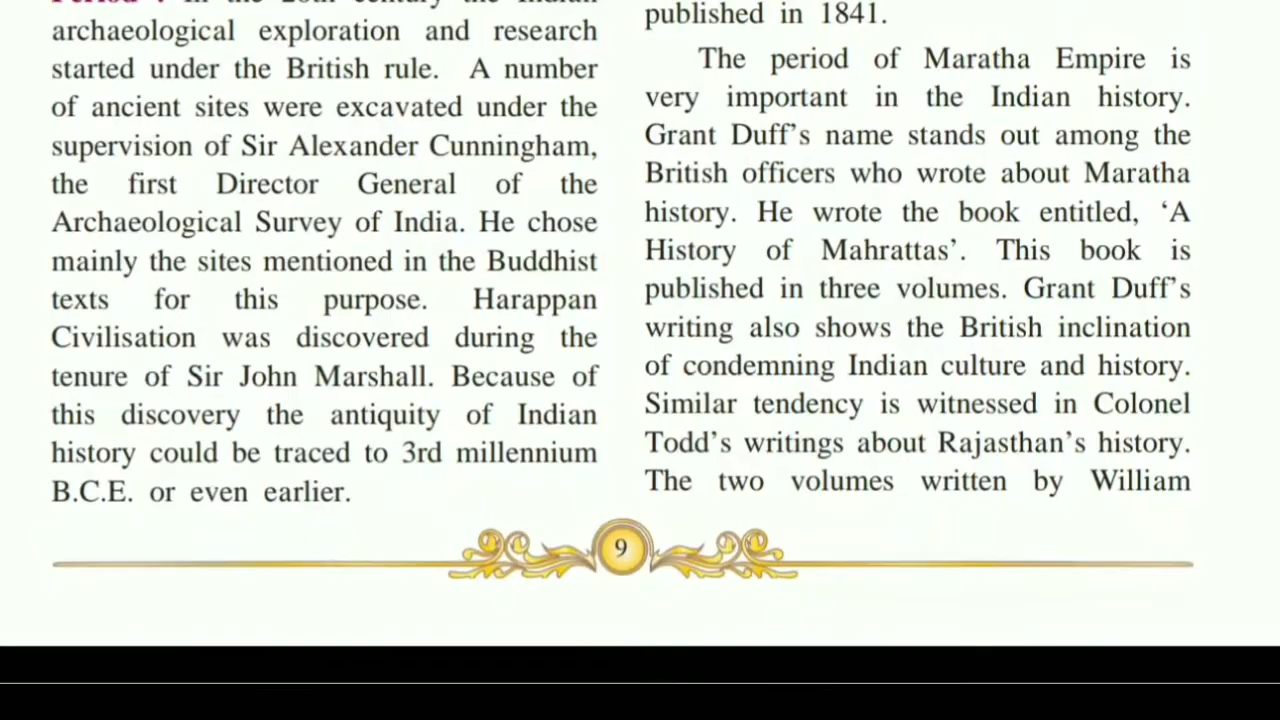 Period : In the 20th century the Indian
archaeological exploration and research
started under the British rule. A number
of ancient sites were excavated under the
supervision of Sir Alexander Cunningham,
the first Director General of the
Archaeological Survey of India. He chose
mainly the sites mentioned in the Buddhist
texts for this purpose. Harappan
Civilisation was discovered during the
tenure of Sir John Marshall. Because of
this discovery the antiquity of Indian
history could be traced to 3rd millennium
B.C.E. or even earlier.
published in 1841.
The period of Maratha Empire is
very important in the Indian history.
Grant Duff's name stands out among the
British officers who wrote about Maratha
history. He wrote the book entitled, ‘A
History of Mahrattas’. This book is
published in three volumes. Grant Duff’s
writing also shows the British inclination
of condemning Indian culture and history.
Similar tendency is witnessed in Colonel
Todd’s writings about Rajasthan’s history.
The two volumes written by William
9